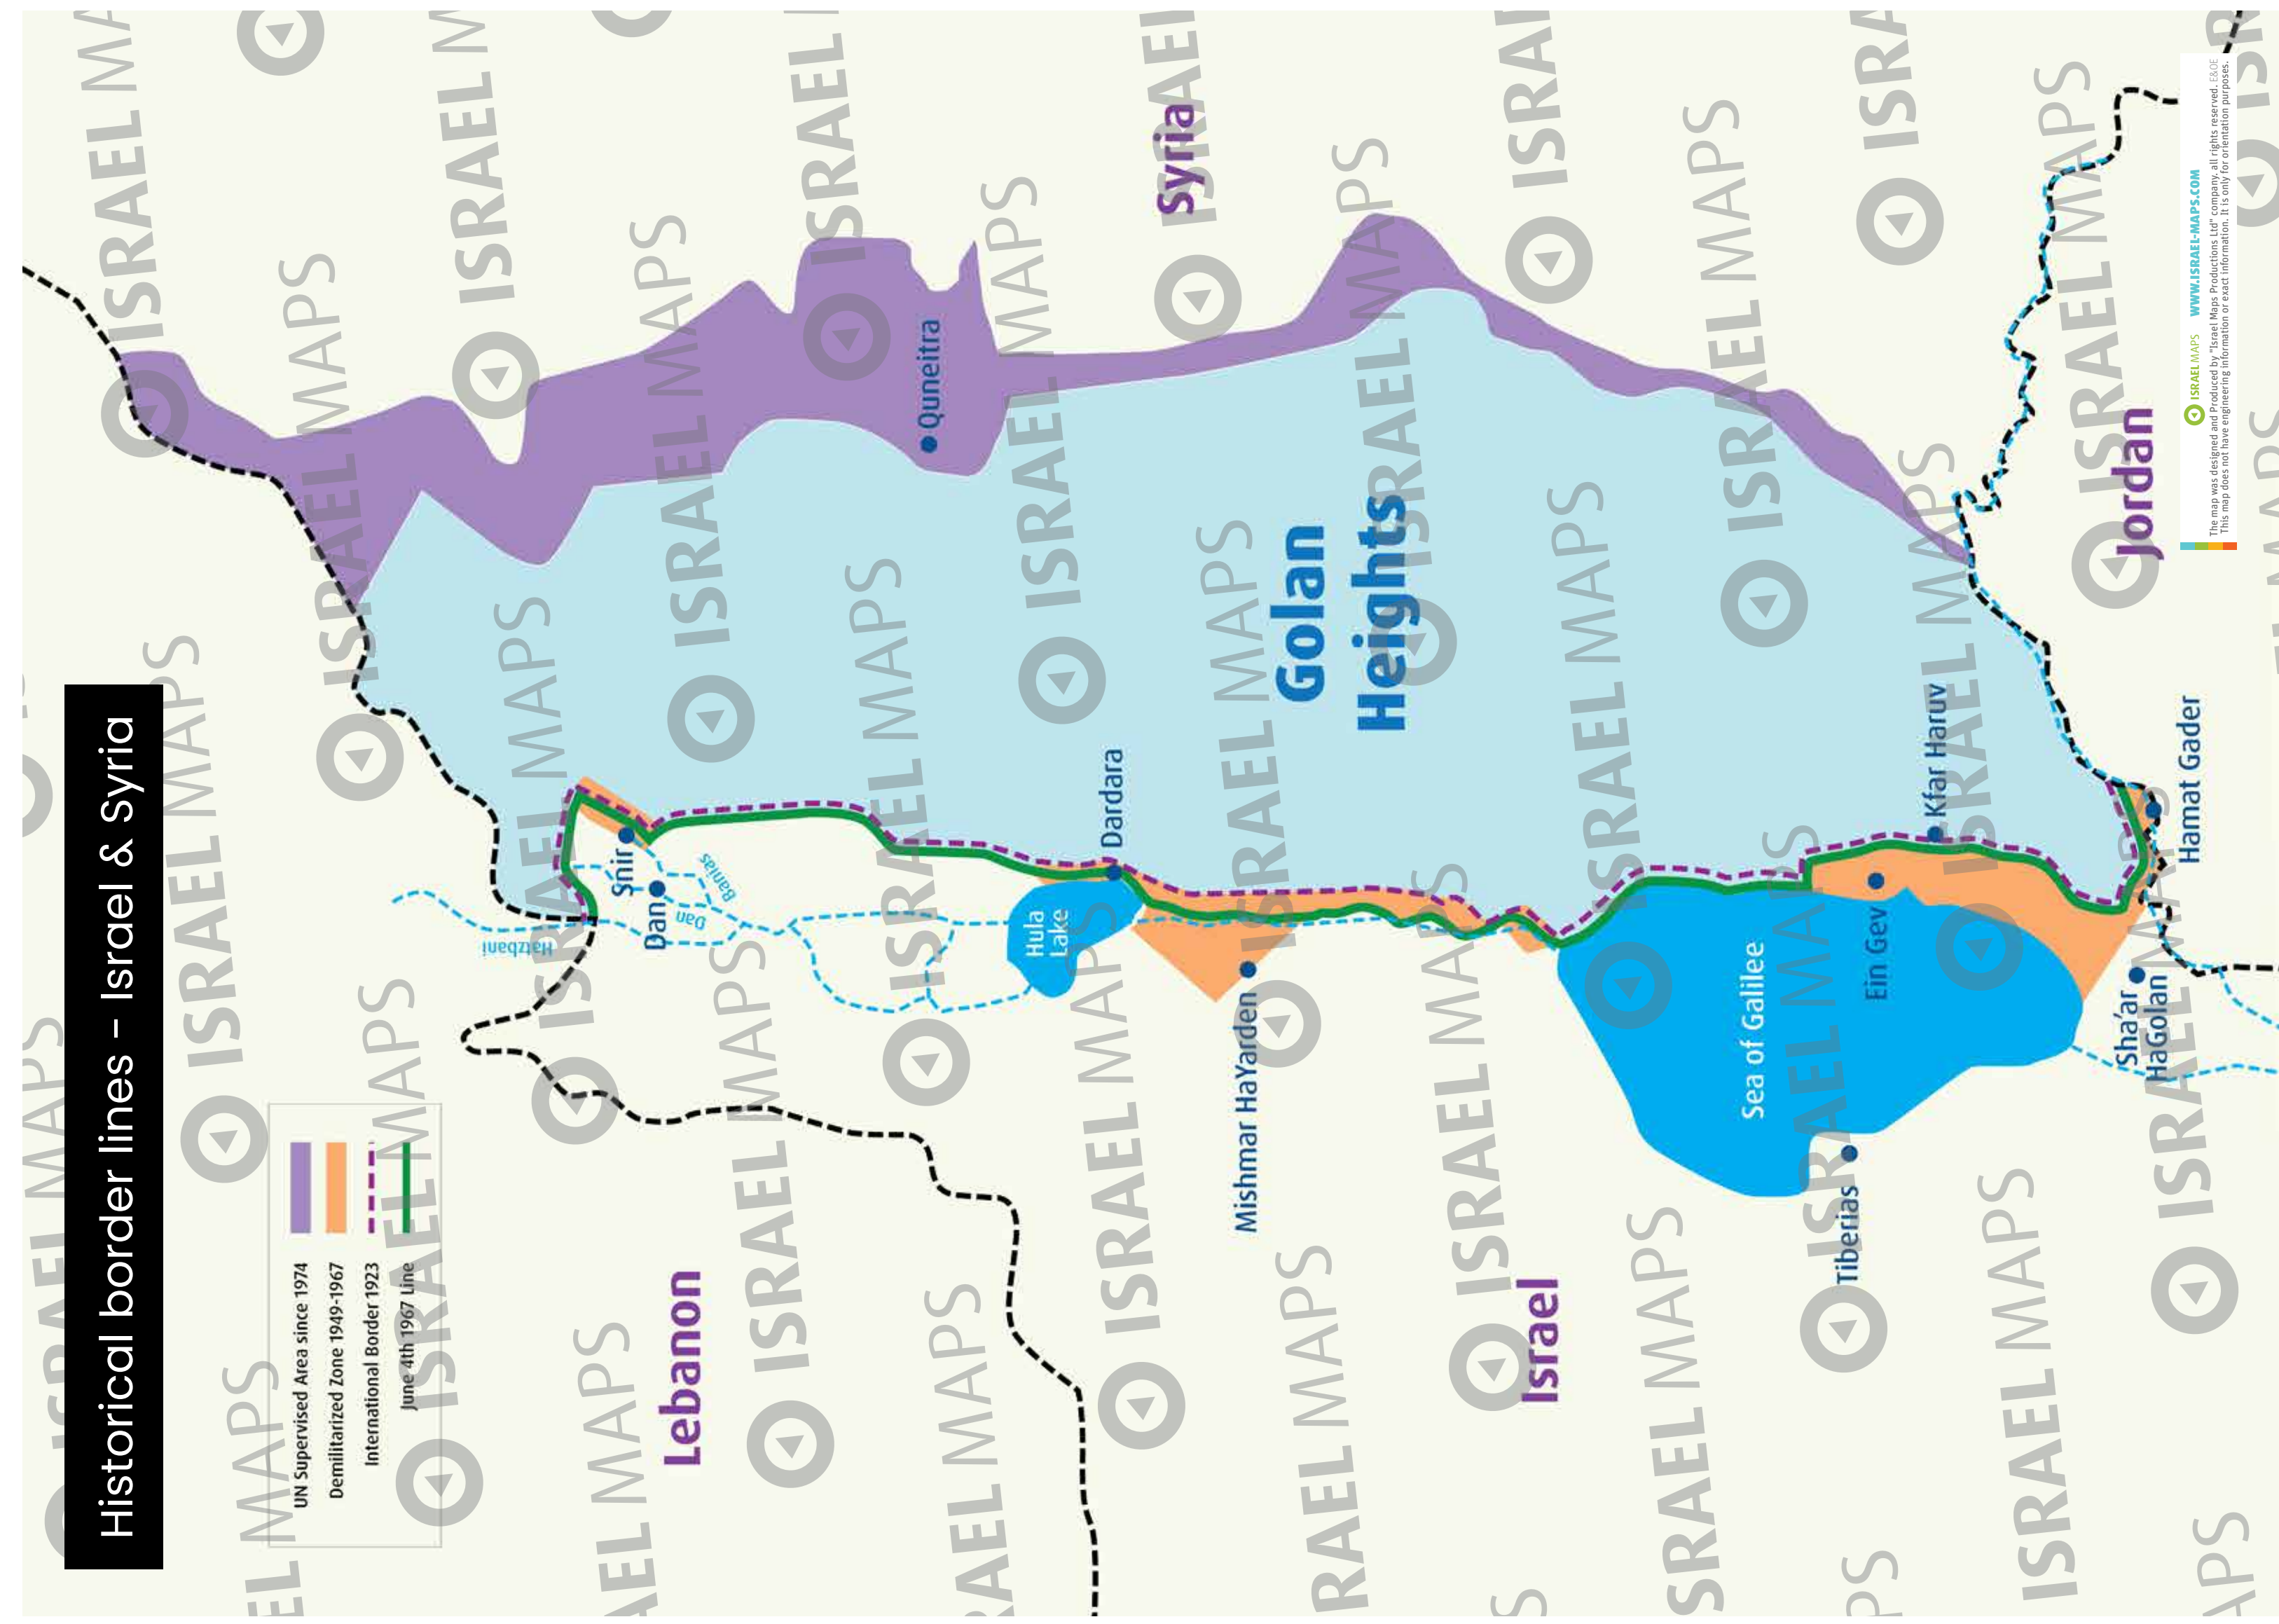 Historical border lines – Israel & Syria
UN Supervised Area since 1974
Demilitarized Zone 1949-1967
International Border 1923
June 4th 1967 Line
Lebanon
Syria
Israel
Jordan
Golan
Heights
Quneitra
Hatzbani
Snir
Dan
Dan
Banias
Hula
Lake
Dardara
Mishmar HaYarden
Sea of Galilee
Tiberias
Ein Gev
Kfar Haruv
Sha'ar
HaGolan
Hamat Gader
ISRAEL MAPS WWW.ISRAEL-MAPS.COM
The map was designed and Produced by "Israel Maps Productions Ltd" company, all rights reserved. E&OE
This map does not have engineering information or exact information. It is only for orientation purposes.
ISRAEL MAPS